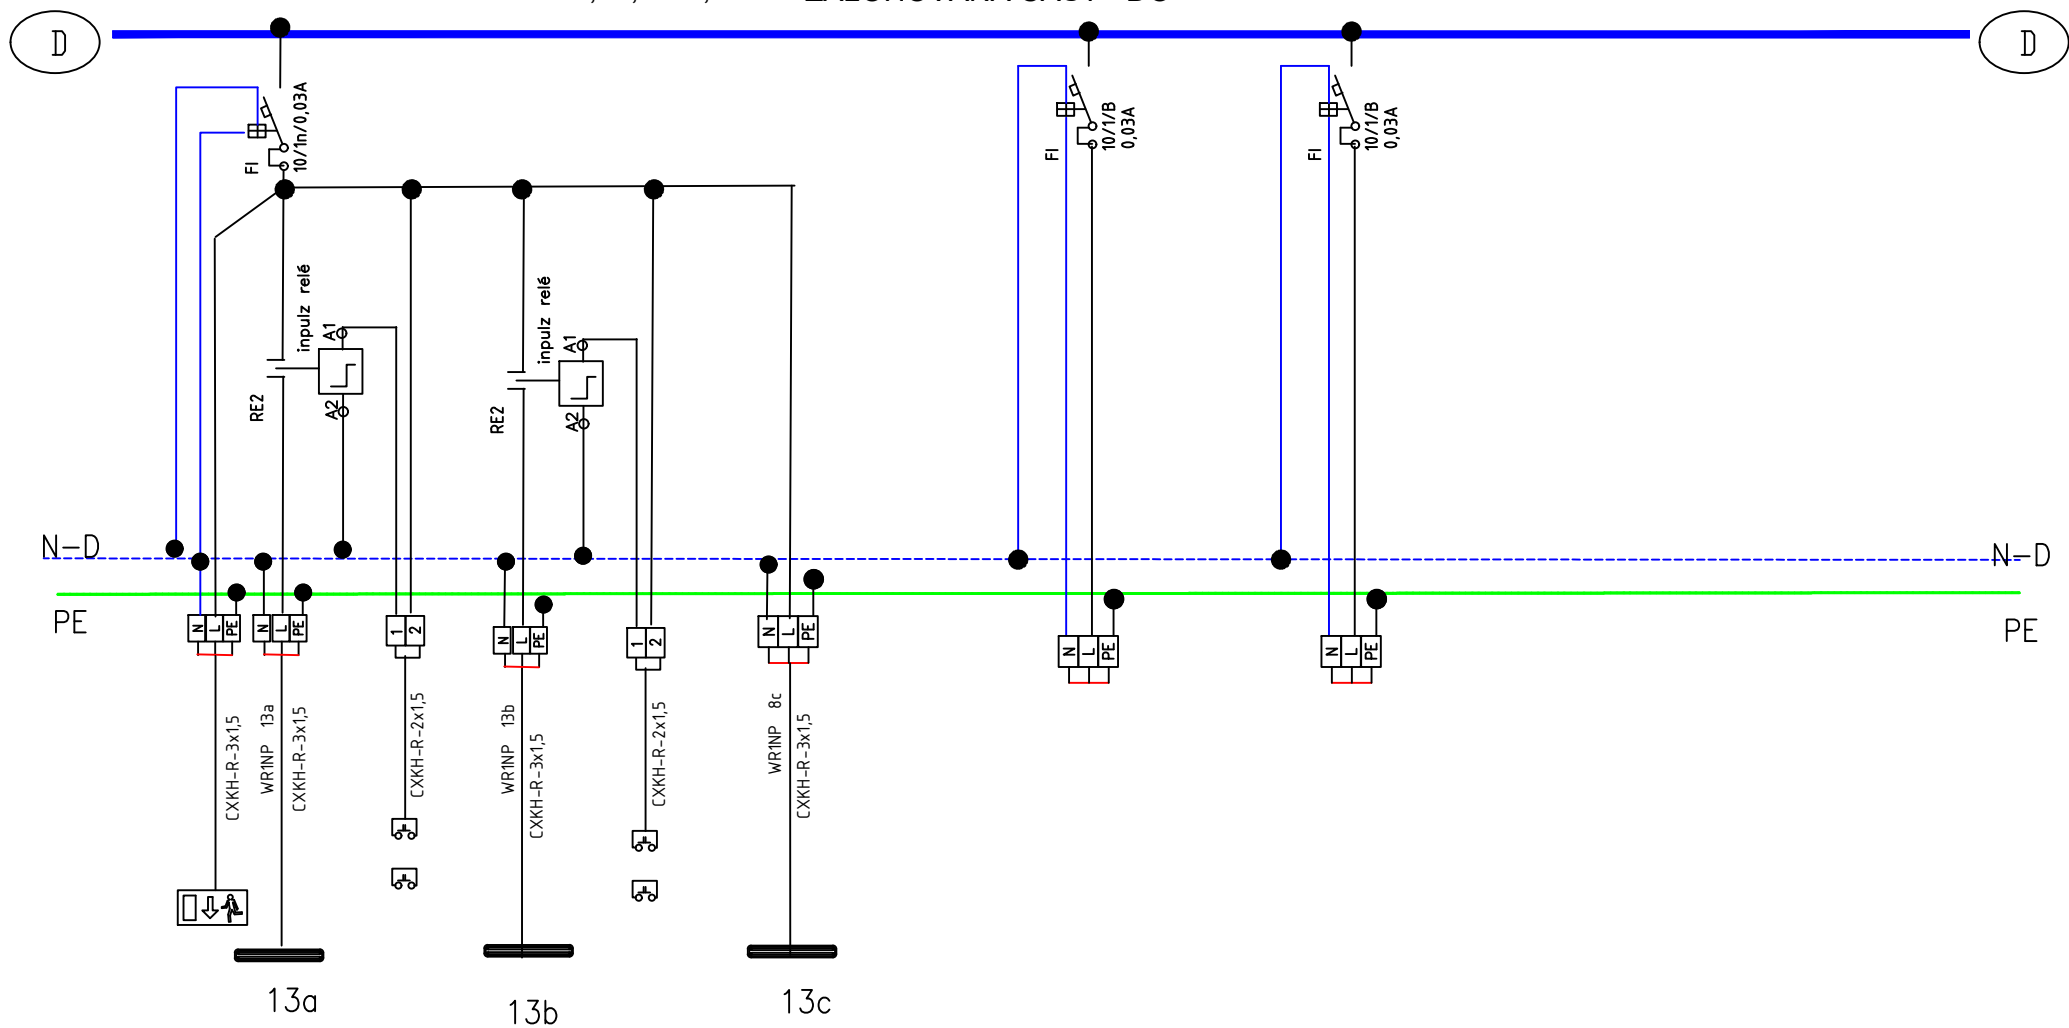 D
D
10/1n/0,03A
FI
10/1/B
0,03A
FI
10/1/B
0,03A
FI
inpulz relé
A1
A2
RE2
inpulz relé
A1
A2
RE2
N-D
N-D
PE
PE
N L PE
N L PE
1 2
N L PE
1 2
N L PE
N L PE
N L PE
CXKH-R-3x1,5
WR1NP 13a
CXKH-R-3x1,5
CXKH-R-2x1,5
WR1NP 13b
CXKH-R-3x1,5
CXKH-R-2x1,5
WR1NP 8c
CXKH-R-3x1,5
13a
13b
13c